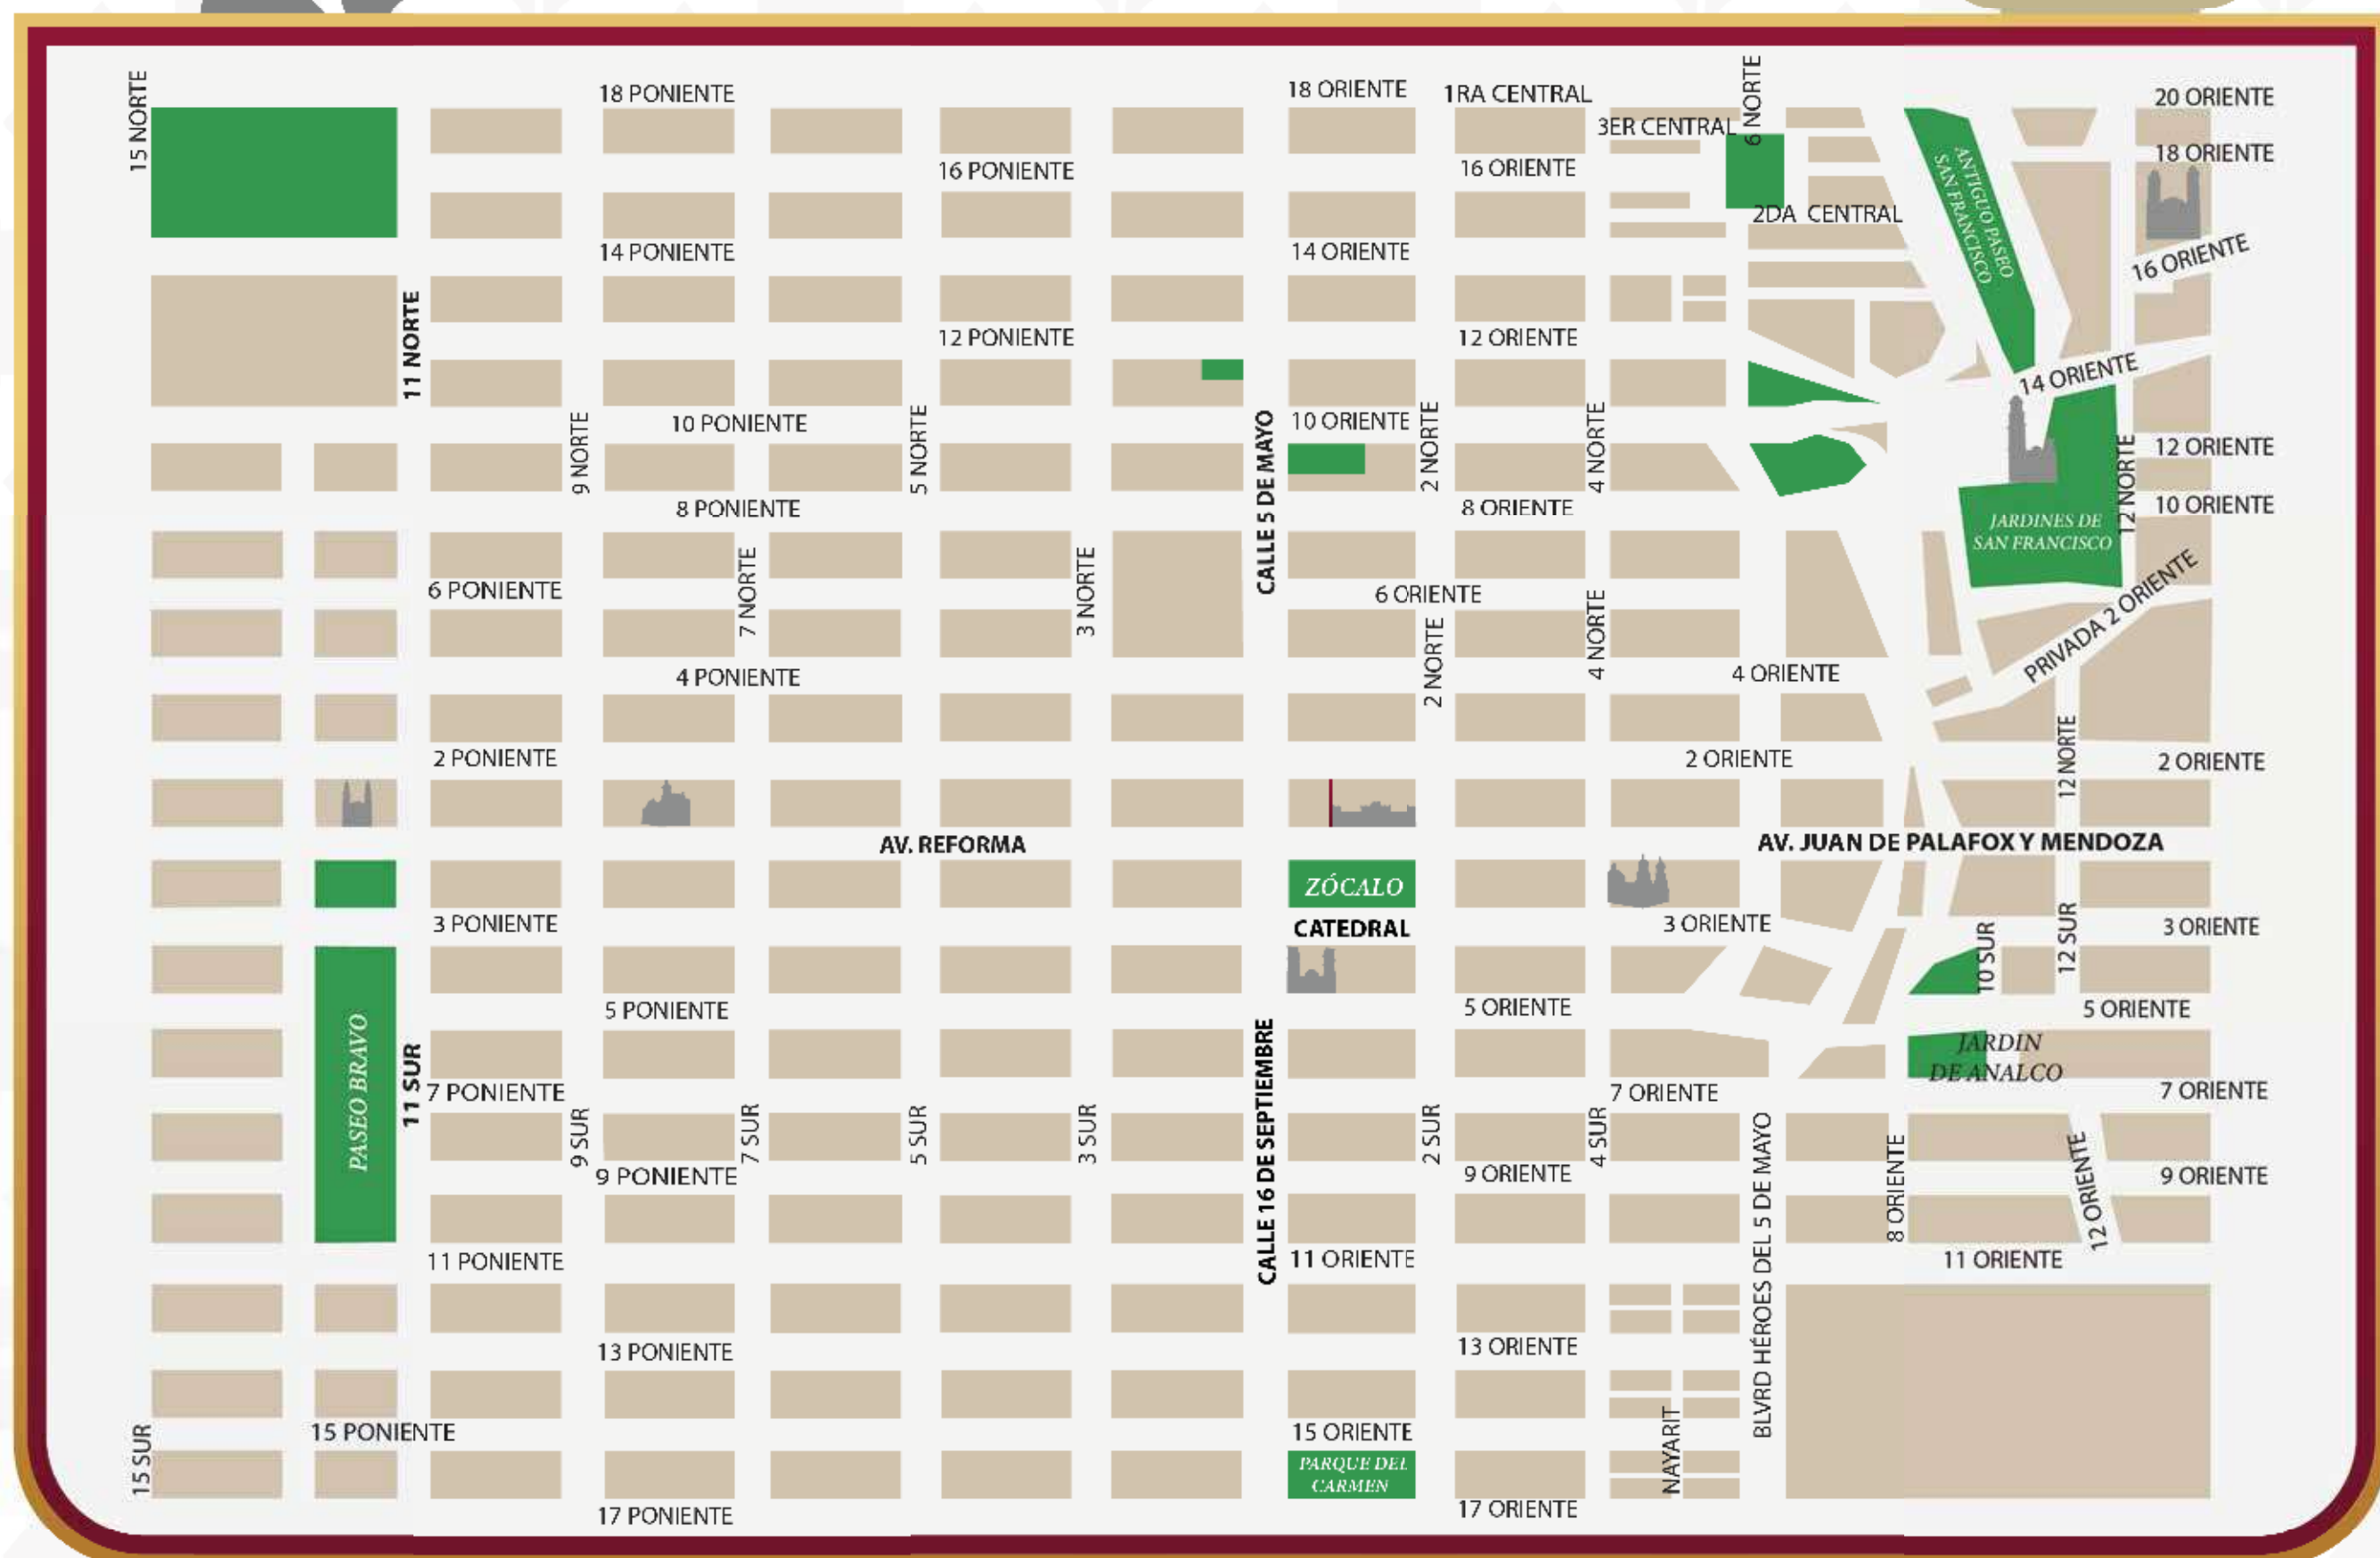 15 NORTE
18 PONIENTE
18 ORIENTE
1RA CENTRAL
6 NORTE
20 ORIENTE
3ER CENTRAL
18 ORIENTE
16 PONIENTE
16 ORIENTE
ANTIGUO PASEO
SAN FRANCISCO
2DA CENTRAL
14 PONIENTE
14 ORIENTE
16 ORIENTE
11 NORTE
12 PONIENTE
12 ORIENTE
14 ORIENTE
10 PONIENTE
10 ORIENTE
9 NORTE
5 NORTE
CALLE 5 DE MAYO
2 NORTE
4 NORTE
12 NORTE
12 ORIENTE
8 PONIENTE
8 ORIENTE
10 ORIENTE
JARDINES DE
SAN FRANCISCO
7 NORTE
3 NORTE
6 PONIENTE
6 ORIENTE
4 NORTE
PRIVADA 2 ORIENTE
2 NORTE
4 PONIENTE
4 ORIENTE
2 PONIENTE
2 ORIENTE
12 NORTE
2 ORIENTE
AV. REFORMA
AV. JUAN DE PALAFOX Y MENDOZA
ZÓCALO
3 PONIENTE
CATEDRAL
3 ORIENTE
10 SUR
12 SUR
3 ORIENTE
5 PONIENTE
5 ORIENTE
5 ORIENTE
PASEO BRAVO
11 SUR
CALLE 16 DE SEPTIEMBRE
JARDIN
DE ANALCO
7 PONIENTE
7 ORIENTE
7 ORIENTE
9 SUR
7 SUR
5 SUR
3 SUR
2 SUR
4 SUR
BLVRD HÉROES DEL 5 DE MAYO
8 ORIENTE
12 ORIENTE
9 PONIENTE
9 ORIENTE
9 ORIENTE
11 PONIENTE
11 ORIENTE
11 ORIENTE
13 PONIENTE
13 ORIENTE
15 SUR
15 PONIENTE
15 ORIENTE
NAYARIT
PARQUE DEL
CARMEN
17 PONIENTE
17 ORIENTE